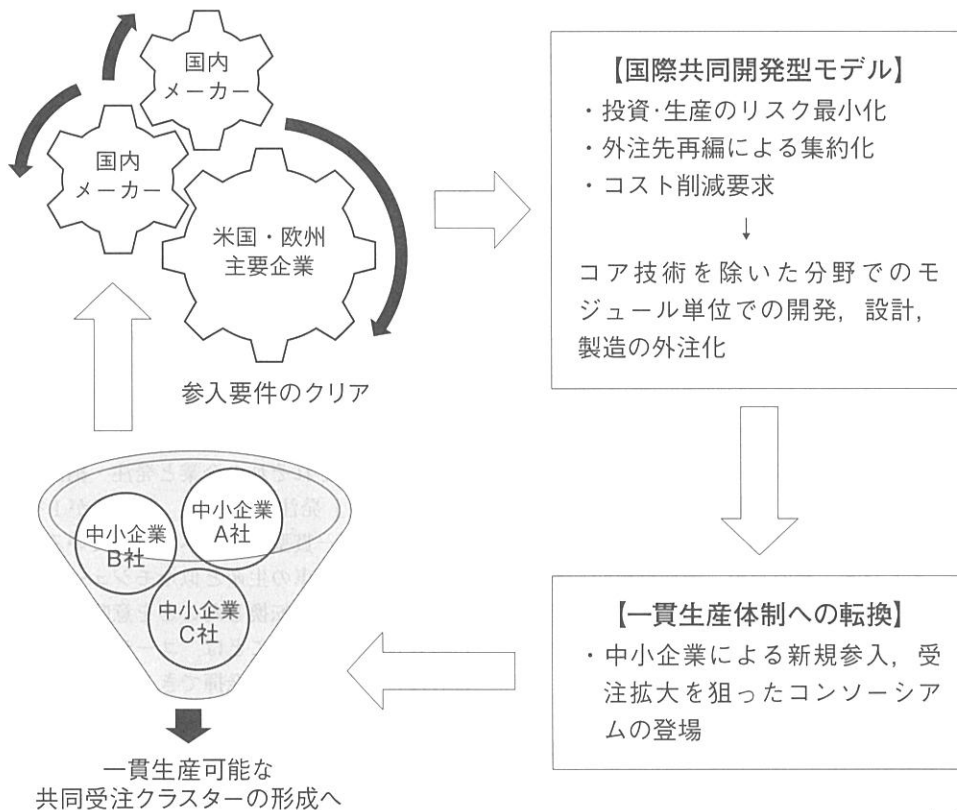 国内
メーカー
国内
メーカー
米国・欧州
主要企業
参入要件のクリア
【国際共同開発型モデル】
・投資・生産のリスク最小化
・外注先再編による集約化
・コスト削減要求
↓
コア技術を除いた分野でのモ
ジュール単位での開発,設計,
製造の外注化
【一貫生産体制への転換】
・中小企業による新規参入,受
注拡大を狙ったコンソーシア
ムの登場
中小企業
A社
中小企業
B社
中小企業
C社
一貫生産可能な
共同受注クラスターの形成へ